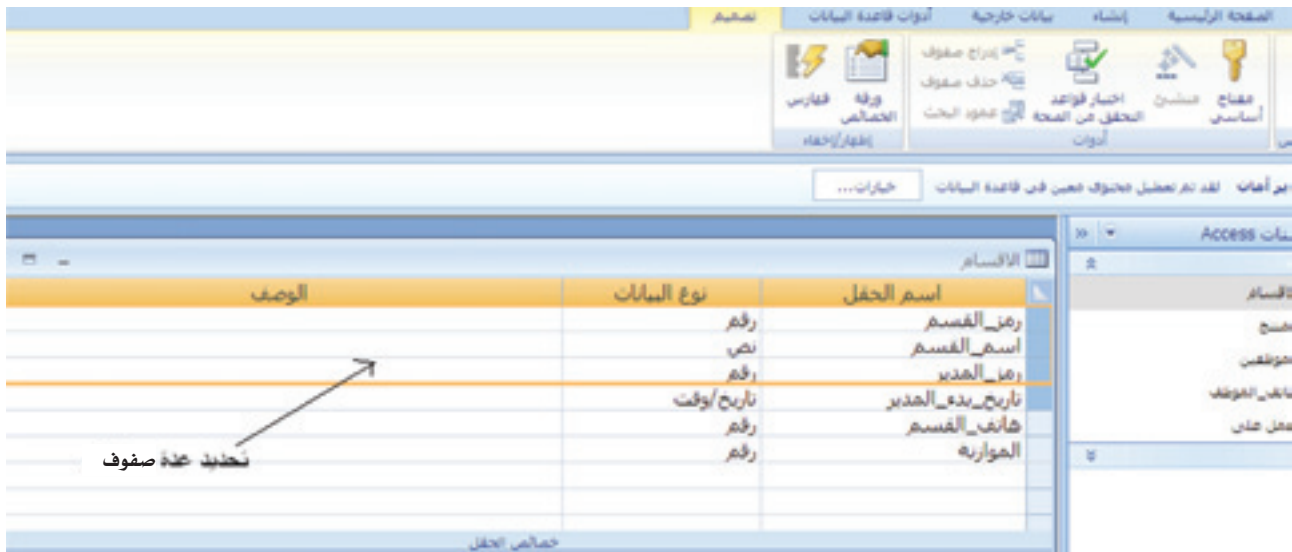 الصفحة الرئيسية إنشاء بيانات خارجية أدوات قاعدة البيانات تصميم
مفتاح أساسي
منشئ
اختبار قواعد التحقق من الصحة
إدراج صفوف
حذف صفوف
عمود البحث
ورقة الخصائص
فهارس
أدوات
إظهار/إخفاء
لقد تم تعطيل محتوى معين في قاعدة البيانات
خيارات...
Access
الاقسام
اسم الحقل نوع البيانات الوصف
رمز_القسم رقم
اسم_القسم نص
رمز_المدير رقم
تاريخ_بدء_المدير تاريخ/وقت
هاتف_القسم رقم
الموازنة رقم
تحديد عدة صفوف
خصائص الحقل